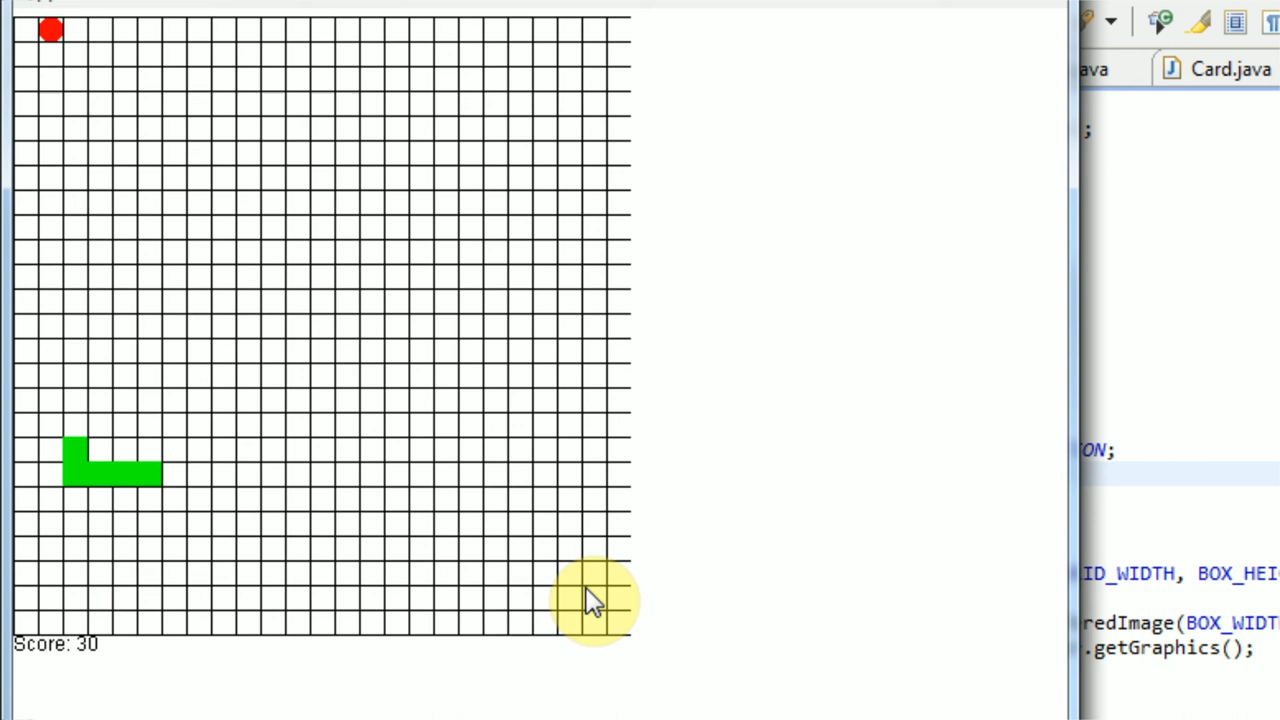 Score: 30
ava
Card.java
;
ON;
ID_WIDTH, BOX_HEI
redImage(BOX_WIDT
.getGraphics();